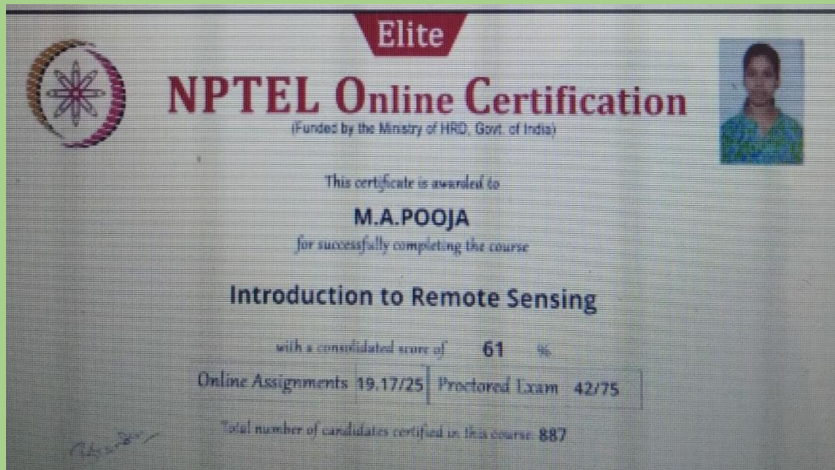 Elite
NPTEL Online Certification
(Funded by the Ministry of HRD, Govt. of India)
This certificate is awarded to
M.A.POOJA
for successfully completing the course
Introduction to Remote Sensing
with a consolidated score of 61 %
Online Assignments 19.17/25 Proctored Exam 42/75
Total number of candidates certified in this course: 887